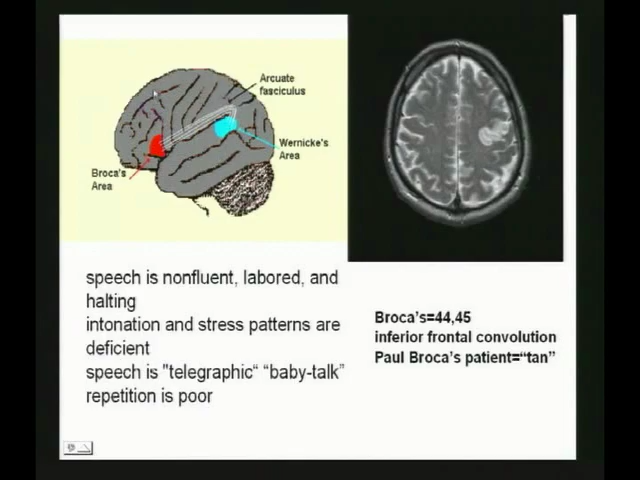 Arcuate
fasciculus
Wernicke's
Area
Broca's
Area
speech is nonfluent, labored, and
halting
intonation and stress patterns are
deficient
speech is "telegraphic“ “baby-talk”
repetition is poor
Broca’s=44,45
inferior frontal convolution
Paul Broca’s patient=“tan”